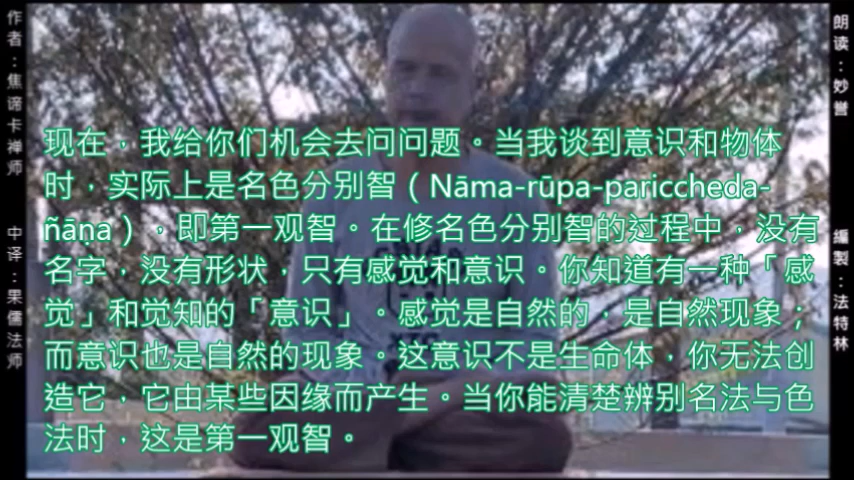 作者：焦谛卡禅师
中译：果儒法师
朗读：妙誉
编製：法特林
现在，我给你们机会去问问题。当我谈到意识和物体
时，实际上是名色分别智（Nāma-rūpa-pariccheda-
ñāṇa），即第一观智。在修名色分别智的过程中，没有
名字，没有形状，只有感觉和意识。你知道有一种「感
觉」和觉知的「意识」。感觉是自然的，是自然现象；
而意识也是自然的现象。这意识不是生命体，你无法创
造它，它由某些因缘而产生。当你能清楚辨别名法与色
法时，这是第一观智。